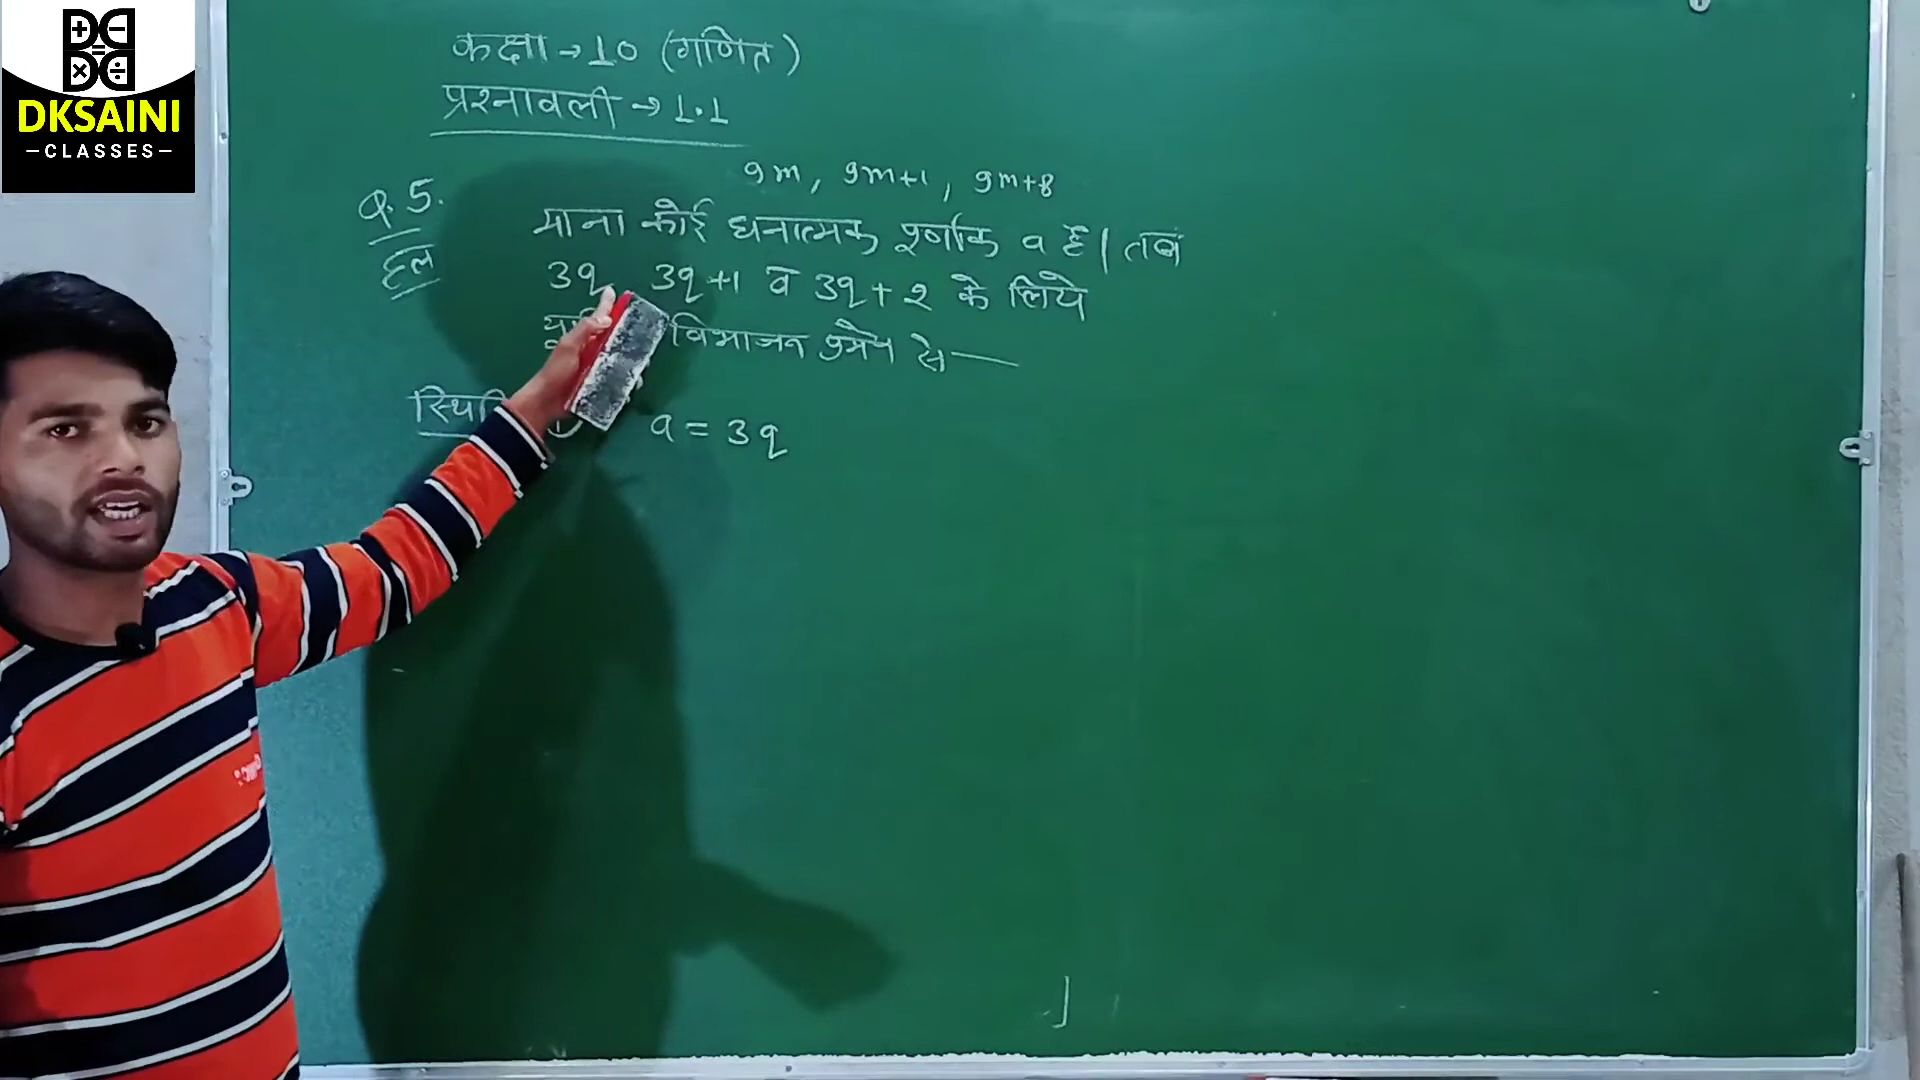 DKSAINI
-CLASSES-
कक्षा → 10 (गणित)
प्रश्नावली → 1.1
9m, 9m+1, 9m+8
Q. 5.
हल माना कोई धनात्मक पूर्णांक a है| तब
3q, 3q+1 व 3q+2 के लिये
विभाजन प्रमेय से —
a = 3q